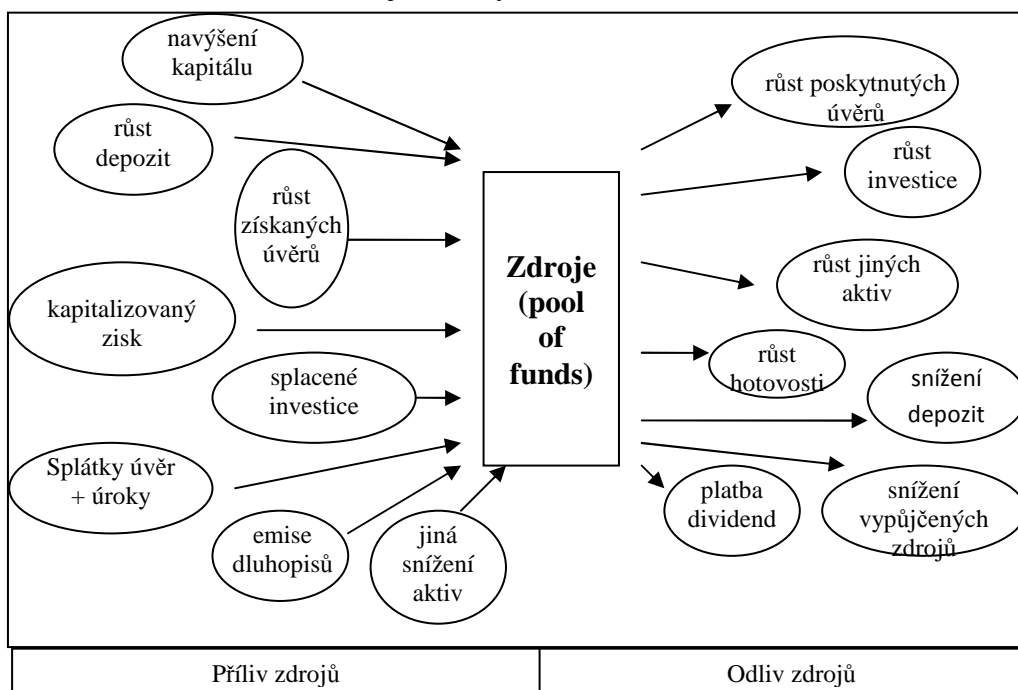 navýšení
kapitálu
růst
depozit
růst
získaných
úvěrů
kapitalizovaný
zisk
splacené
investice
Splátky úvěr
+ úroky
emise
dluhopisů
jiná
snížení
aktiv
Zdroje
(pool
of
funds)
růst poskytnutých
úvěrů
růst
investice
růst jiných
aktiv
růst
hotovosti
snížení
depozit
platba
dividend
snížení
vypůjčených
zdrojů
Příliv zdrojů
Odliv zdrojů